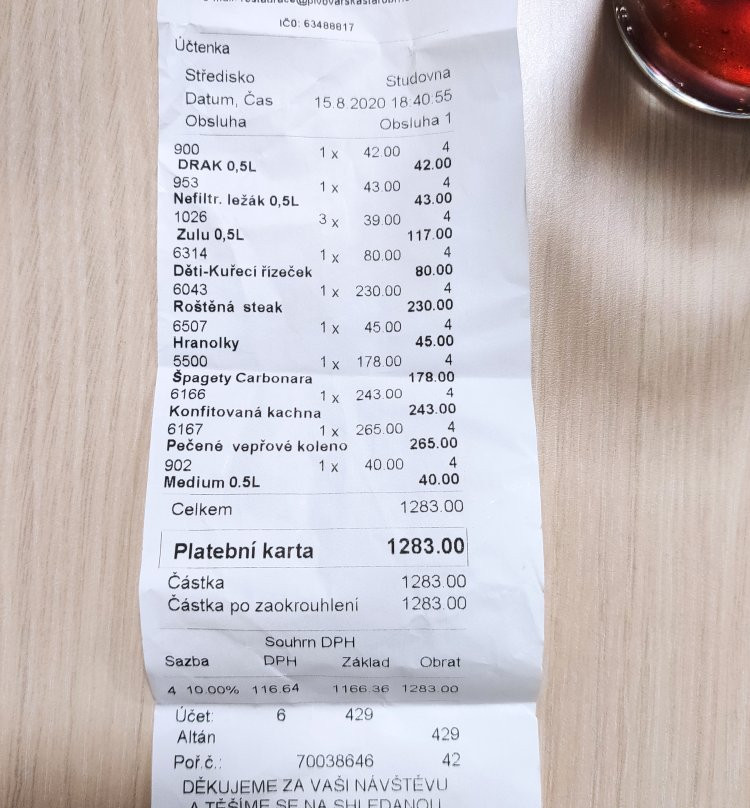 IČO: 63488817
Účtenka
Středisko Studovna
Datum, Čas 15.8.2020 18:40:55
Obsluha Obsluha 1
900 1 x 42.00 4
DRAK 0,5L 42.00
953 1 x 43.00 4
Nefiltr. ležák 0,5L 43.00
1026 3 x 39.00 4
Zulu 0,5L 117.00
6314 1 x 80.00 4
Děti-Kuřecí řízeček 80.00
6043 1 x 230.00 4
Roštěná steak 230.00
6507 1 x 45.00 4
Hranolky 45.00
5500 1 x 178.00 4
Špagety Carbonara 178.00
6166 1 x 243.00 4
Konfitovaná kachna 243.00
6167 1 x 265.00 4
Pečené vepřové koleno 265.00
902 1 x 40.00 4
Medium 0.5L 40.00
Celkem 1283.00
Platební karta 1283.00
Částka 1283.00
Částka po zaokrouhlení 1283.00
Souhrn DPH
Sazba DPH Základ Obrat
4 10.00% 116.64 1166.36 1283.00
Účet: 6 429
Altán 429
Poř.č.: 70038646 42
DĚKUJEME ZA VAŠI NÁVŠTĚVU
A TĚŠÍME SE NA SHLEDANOU